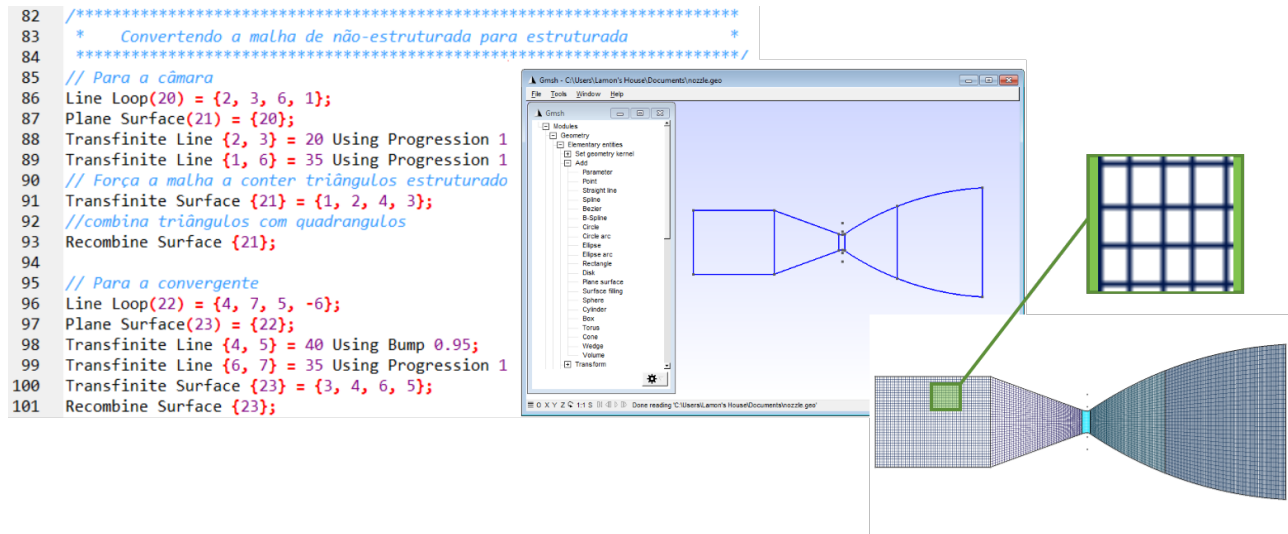 82 /*************************************************************************
83  *    Convertendo a malha de não-estruturada para estruturada            *
84  *************************************************************************/
85 // Para a câmara
86 Line Loop(20) = {2, 3, 6, 1};
87 Plane Surface(21) = {20};
88 Transfinite Line {2, 3} = 20 Using Progression 1
89 Transfinite Line {1, 6} = 35 Using Progression 1
90 // Força a malha a conter triângulos estruturado
91 Transfinite Surface {21} = {1, 2, 4, 3};
92 //combina triângulos com quadrangulos
93 Recombine Surface {21};
94
95 // Para a convergente
96 Line Loop(22) = {4, 7, 5, -6};
97 Plane Surface(23) = {22};
98 Transfinite Line {4, 5} = 40 Using Bump 0.95;
99 Transfinite Line {6, 7} = 35 Using Progression 1
100 Transfinite Surface {23} = {3, 4, 6, 5};
101 Recombine Surface {23};
Gmsh - C:\Users\Lamon's House\Documents\nozzle.geo
File Tools Window Help
Gmsh
Modules
Geometry
Elementary entities
Set geometry kernel
Add
Parameter
Point
Straight line
Spline
Bezier
B-Spline
Circle
Circle arc
Ellipse
Ellipse arc
Rectangle
Disk
Plane surface
Surface filling
Sphere
Cylinder
Box
Torus
Cone
Wedge
Volume
Transform
O X Y Z 1:1 S Done reading 'C:\Users\Lamon's House\Documents\nozzle.geo'